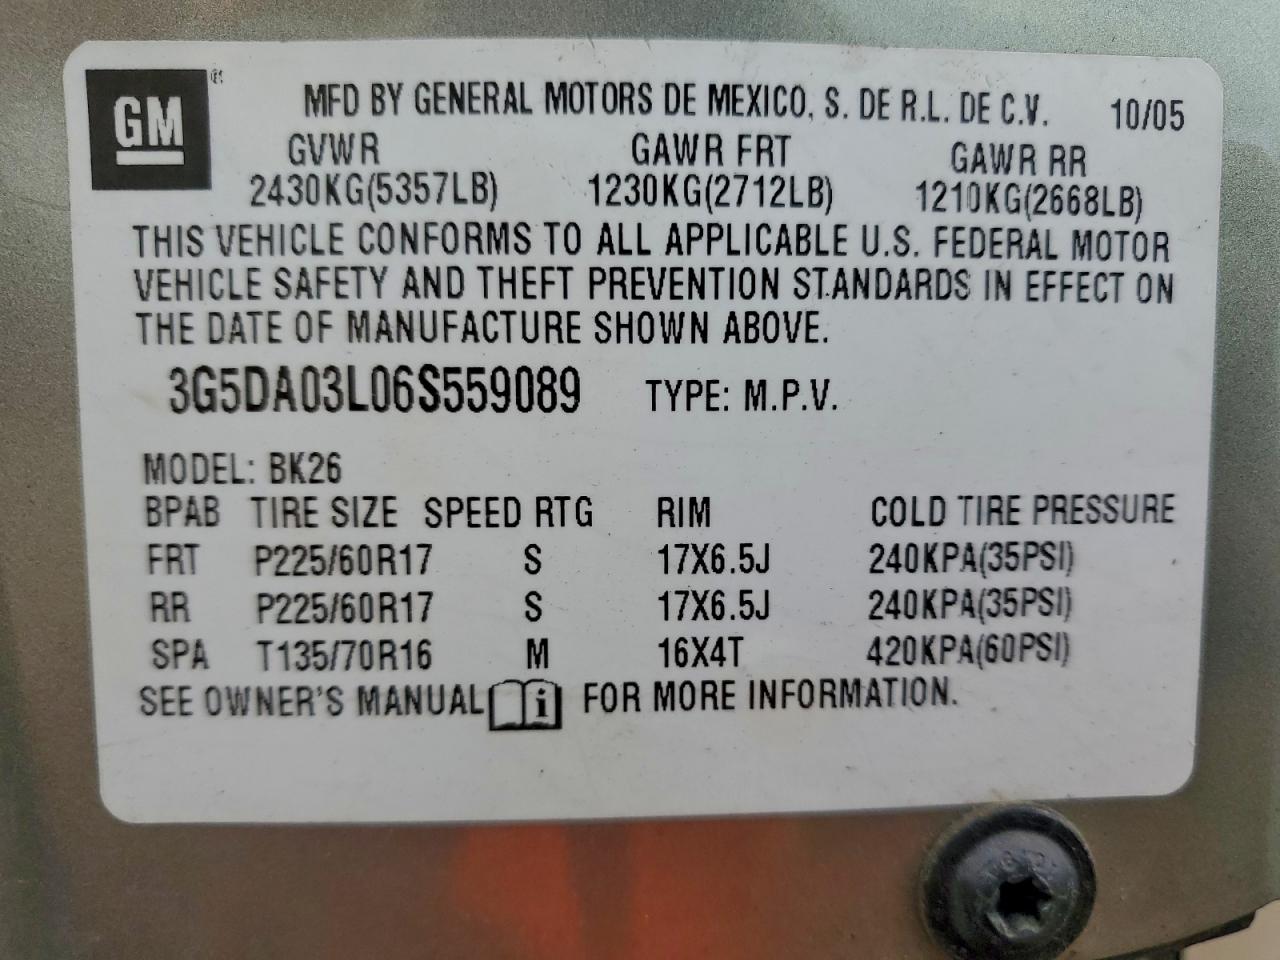 GM®
MFD BY GENERAL MOTORS DE MEXICO, S. DE R.L. DE C.V. 10/05
GVWR GAWR FRT GAWR RR
2430KG(5357LB) 1230KG(2712LB) 1210KG(2668LB)
THIS VEHICLE CONFORMS TO ALL APPLICABLE U.S. FEDERAL MOTOR
VEHICLE SAFETY AND THEFT PREVENTION STANDARDS IN EFFECT ON
THE DATE OF MANUFACTURE SHOWN ABOVE.
3G5DA03L06S559089 TYPE: M.P.V.
MODEL: BK26
BPAB TIRE SIZE SPEED RTG RIM COLD TIRE PRESSURE
FRT P225/60R17 S 17X6.5J 240KPA(35PSI)
RR P225/60R17 S 17X6.5J 240KPA(35PSI)
SPA T135/70R16 M 16X4T 420KPA(60PSI)
SEE OWNER'S MANUAL i FOR MORE INFORMATION.